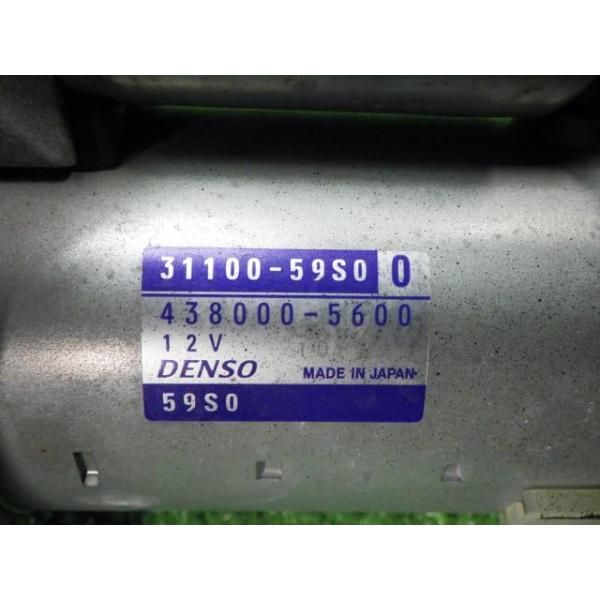 31100-59S0 0
438000-5600
12V
DENSO MADE IN JAPAN
59S0